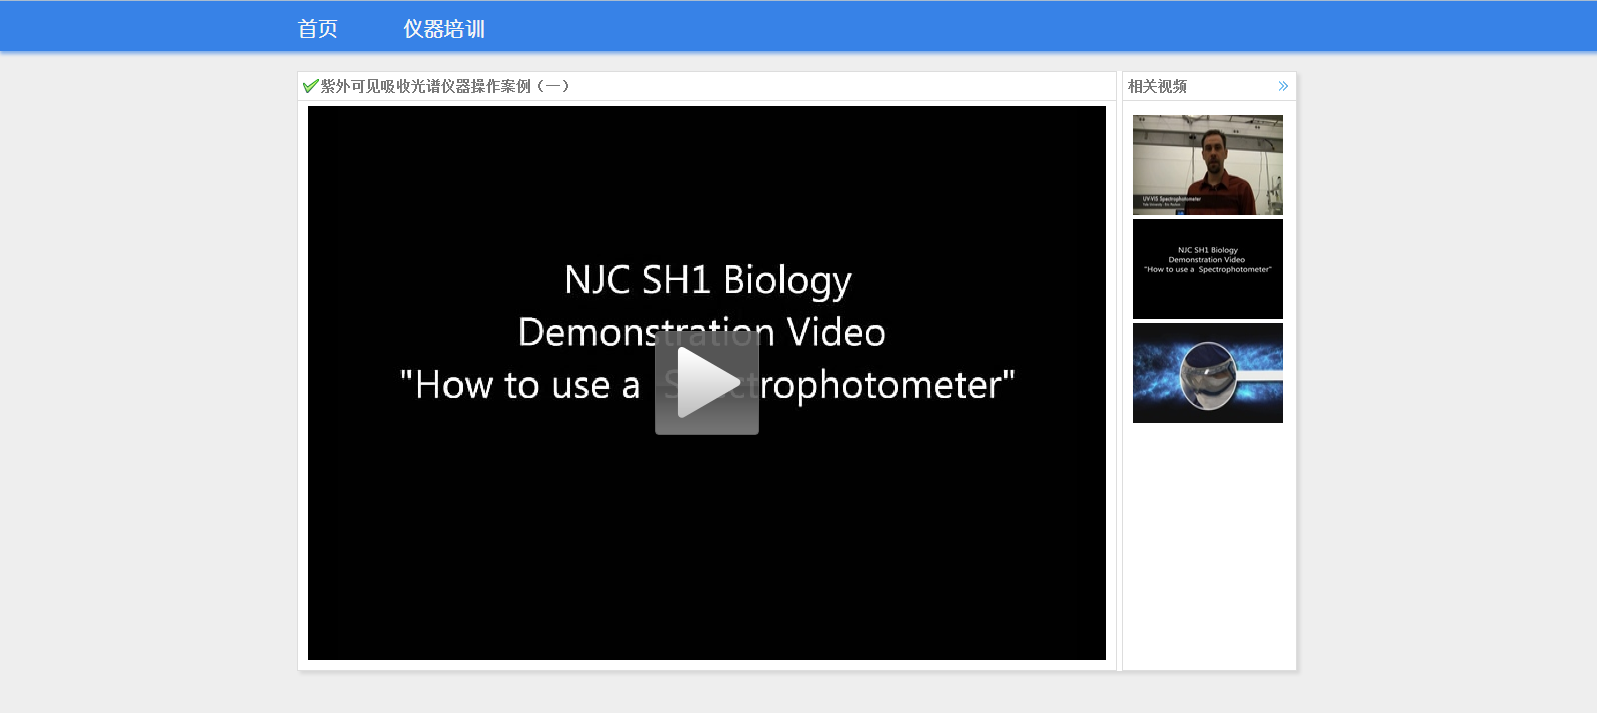 首页 仪器培训
紫外可见吸收光谱仪器操作案例（一）
NJC SH1 Biology
Demonstration Video
"How to use a Spectrophotometer"
相关视频
UV-VIS Spectrophotometer
NJC SH1 Biology
Demonstration Video
"How to use a Spectrophotometer"